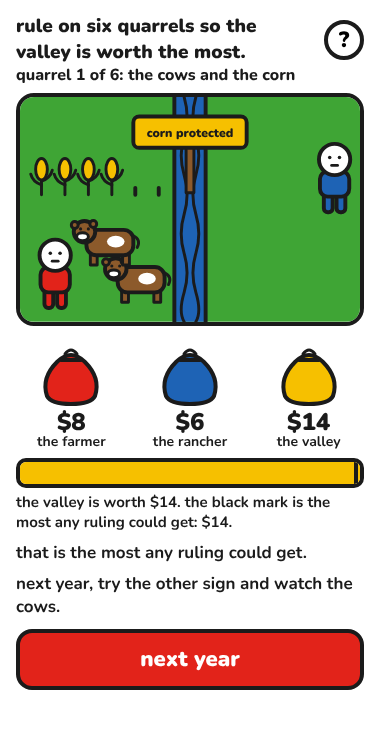 rule on six quarrels so the
valley is worth the most.
?
quarrel 1 of 6: the cows and the corn
corn protected
$8
the farmer
$6
the rancher
$14
the valley
the valley is worth $14. the black mark is the
most any ruling could get: $14.
that is the most any ruling could get.
next year, try the other sign and watch the
cows.
next year